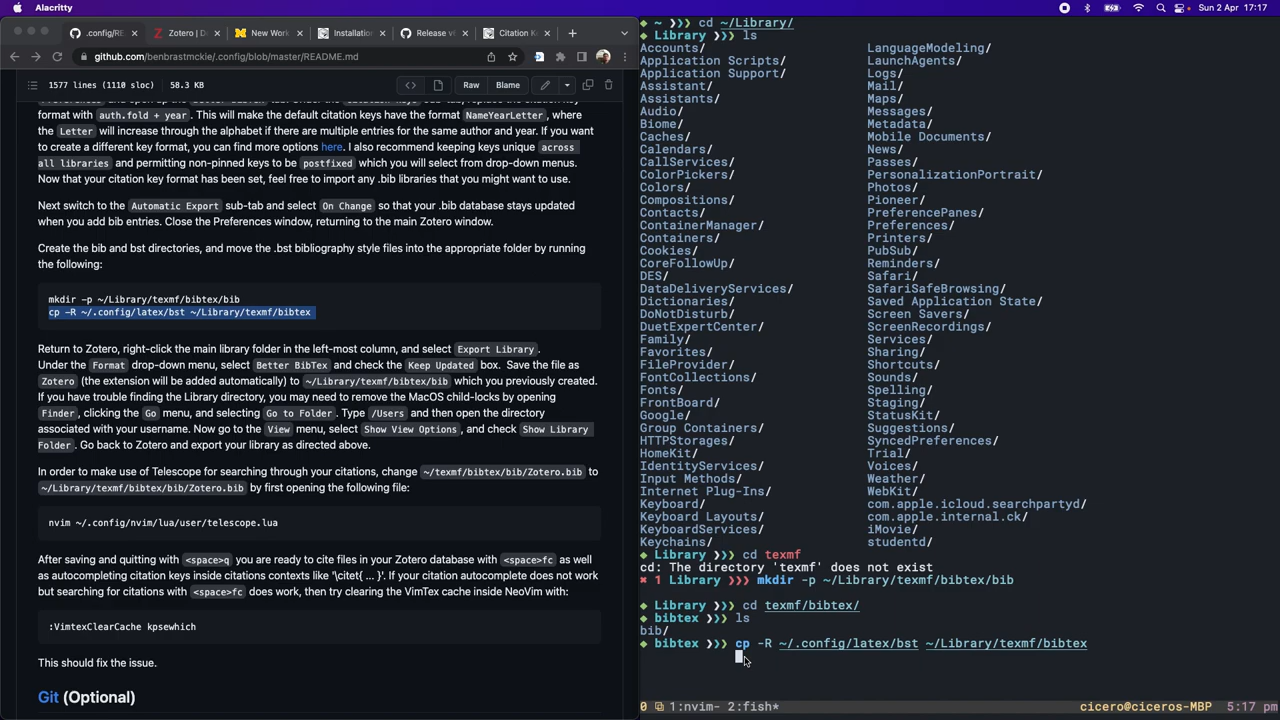 Alacritty
Sun 2 Apr 17:17
.config/RE
Zotero | D
New Work
Installation
Release v6
Citation K
github.com/benbrastmckie/.config/blob/master/README.md
1577 lines (1110 sloc) 58.3 KB
Raw
Blame
format with auth.fold + year. This will make the default citation keys have the format NameYearLetter, where
the Letter will increase through the alphabet if there are multiple entries for the same author and year. If you want
to create a different key format, you can find more options here. I also recommend keeping keys unique across
all libraries and permitting non-pinned keys to be postfixed which you will select from drop-down menus.
Now that your citation key format has been set, feel free to import any .bib libraries that you might want to use.
Next switch to the Automatic Export sub-tab and select On Change so that your .bib database stays updated
when you add bib entries. Close the Preferences window, returning to the main Zotero window.
Create the bib and bst directories, and move the .bst bibliography style files into the appropriate folder by running
the following:
mkdir -p ~/Library/texmf/bibtex/bib
cp -R ~/.config/latex/bst ~/Library/texmf/bibtex
Return to Zotero, right-click the main library folder in the left-most column, and select Export Library.
Under the Format drop-down menu, select Better BibTex and check the Keep Updated box. Save the file as
Zotero (the extension will be added automatically) to ~/Library/texmf/bibtex/bib which you previously created.
If you have trouble finding the Library directory, you may need to remove the MacOS child-locks by opening
Finder, clicking the Go menu, and selecting Go to Folder. Type /Users and then open the directory
associated with your username. Now go to the View menu, select Show View Options, and check Show Library
Folder. Go back to Zotero and export your library as directed above.
In order to make use of Telescope for searching through your citations, change ~/texmf/bibtex/bib/Zotero.bib to
~/Library/texmf/bibtex/bib/Zotero.bib by first opening the following file:
nvim ~/.config/nvim/lua/user/telescope.lua
After saving and quitting with <space>q you are ready to cite files in your Zotero database with <space>fc as well
as autocompleting citation keys inside citations contexts like '\citet{ ... }'. If your citation autocomplete does not work
but searching for citations with <space>fc does work, then try clearing the VimTex cache inside NeoVim with:
:VimtexClearCache kpsewhich
This should fix the issue.
Git (Optional)
◆ ~ ❯❯❯ cd ~/Library/
◆ Library ❯❯❯ ls
Accounts/ LanguageModeling/
Application Scripts/ LaunchAgents/
Application Support/ Logs/
Assistant/ Mail/
Assistants/ Maps/
Audio/ Messages/
Biome/ Metadata/
Caches/ Mobile Documents/
Calendars/ News/
CallServices/ Passes/
ColorPickers/ PersonalizationPortrait/
Colors/ Photos/
Compositions/ Pioneer/
Contacts/ PreferencePanes/
ContainerManager/ Preferences/
Containers/ Printers/
Cookies/ PubSub/
CoreFollowUp/ Reminders/
DES/ Safari/
DataDeliveryServices/ SafariSafeBrowsing/
Dictionaries/ Saved Application State/
DoNotDisturb/ Screen Savers/
DuetExpertCenter/ ScreenRecordings/
Family/ Services/
Favorites/ Sharing/
FileProvider/ Shortcuts/
FontCollections/ Sounds/
Fonts/ Spelling/
FrontBoard/ Staging/
Google/ StatusKit/
Group Containers/ Suggestions/
HTTPStorages/ SyncedPreferences/
HomeKit/ Trial/
IdentityServices/ Voices/
Input Methods/ Weather/
Internet Plug-Ins/ WebKit/
Keyboard/ com.apple.icloud.searchpartyd/
Keyboard Layouts/ com.apple.internal.ck/
KeyboardServices/ iMovie/
Keychains/ studentd/
◆ Library ❯❯❯ cd texmf
cd: The directory 'texmf' does not exist
✖ 1 Library ❯❯❯ mkdir -p ~/Library/texmf/bibtex/bib
◆ Library ❯❯❯ cd texmf/bibtex/
◆ bibtex ❯❯❯ ls
bib/
◆ bibtex ❯❯❯ cp -R ~/.config/latex/bst ~/Library/texmf/bibtex
0 1:nvim- 2:fish* cicero@ciceros-MBP 5:17 pm